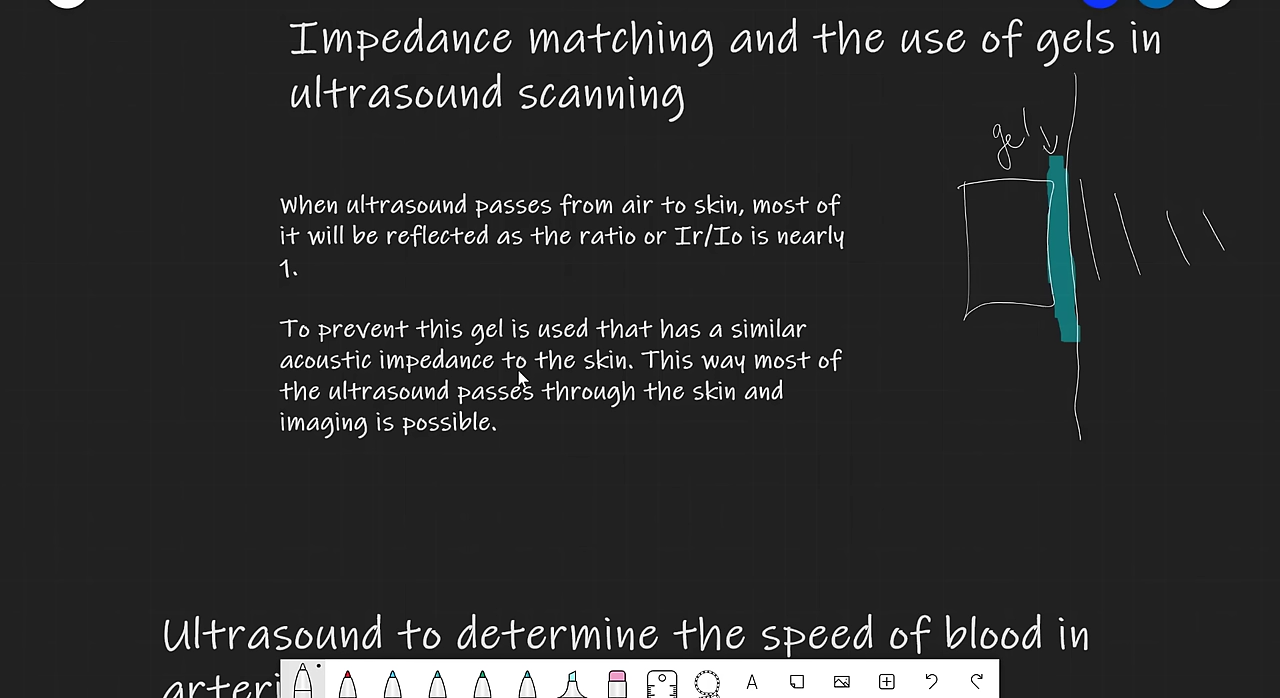 Impedance matching and the use of gels in
ultrasound scanning
gel
When ultrasound passes from air to skin, most of
it will be reflected as the ratio or Ir/Io is nearly
1.
To prevent this gel is used that has a similar
acoustic impedance to the skin. This way most of
the ultrasound passes through the skin and
imaging is possible.
Ultrasound to determine the speed of blood in
arteri
A